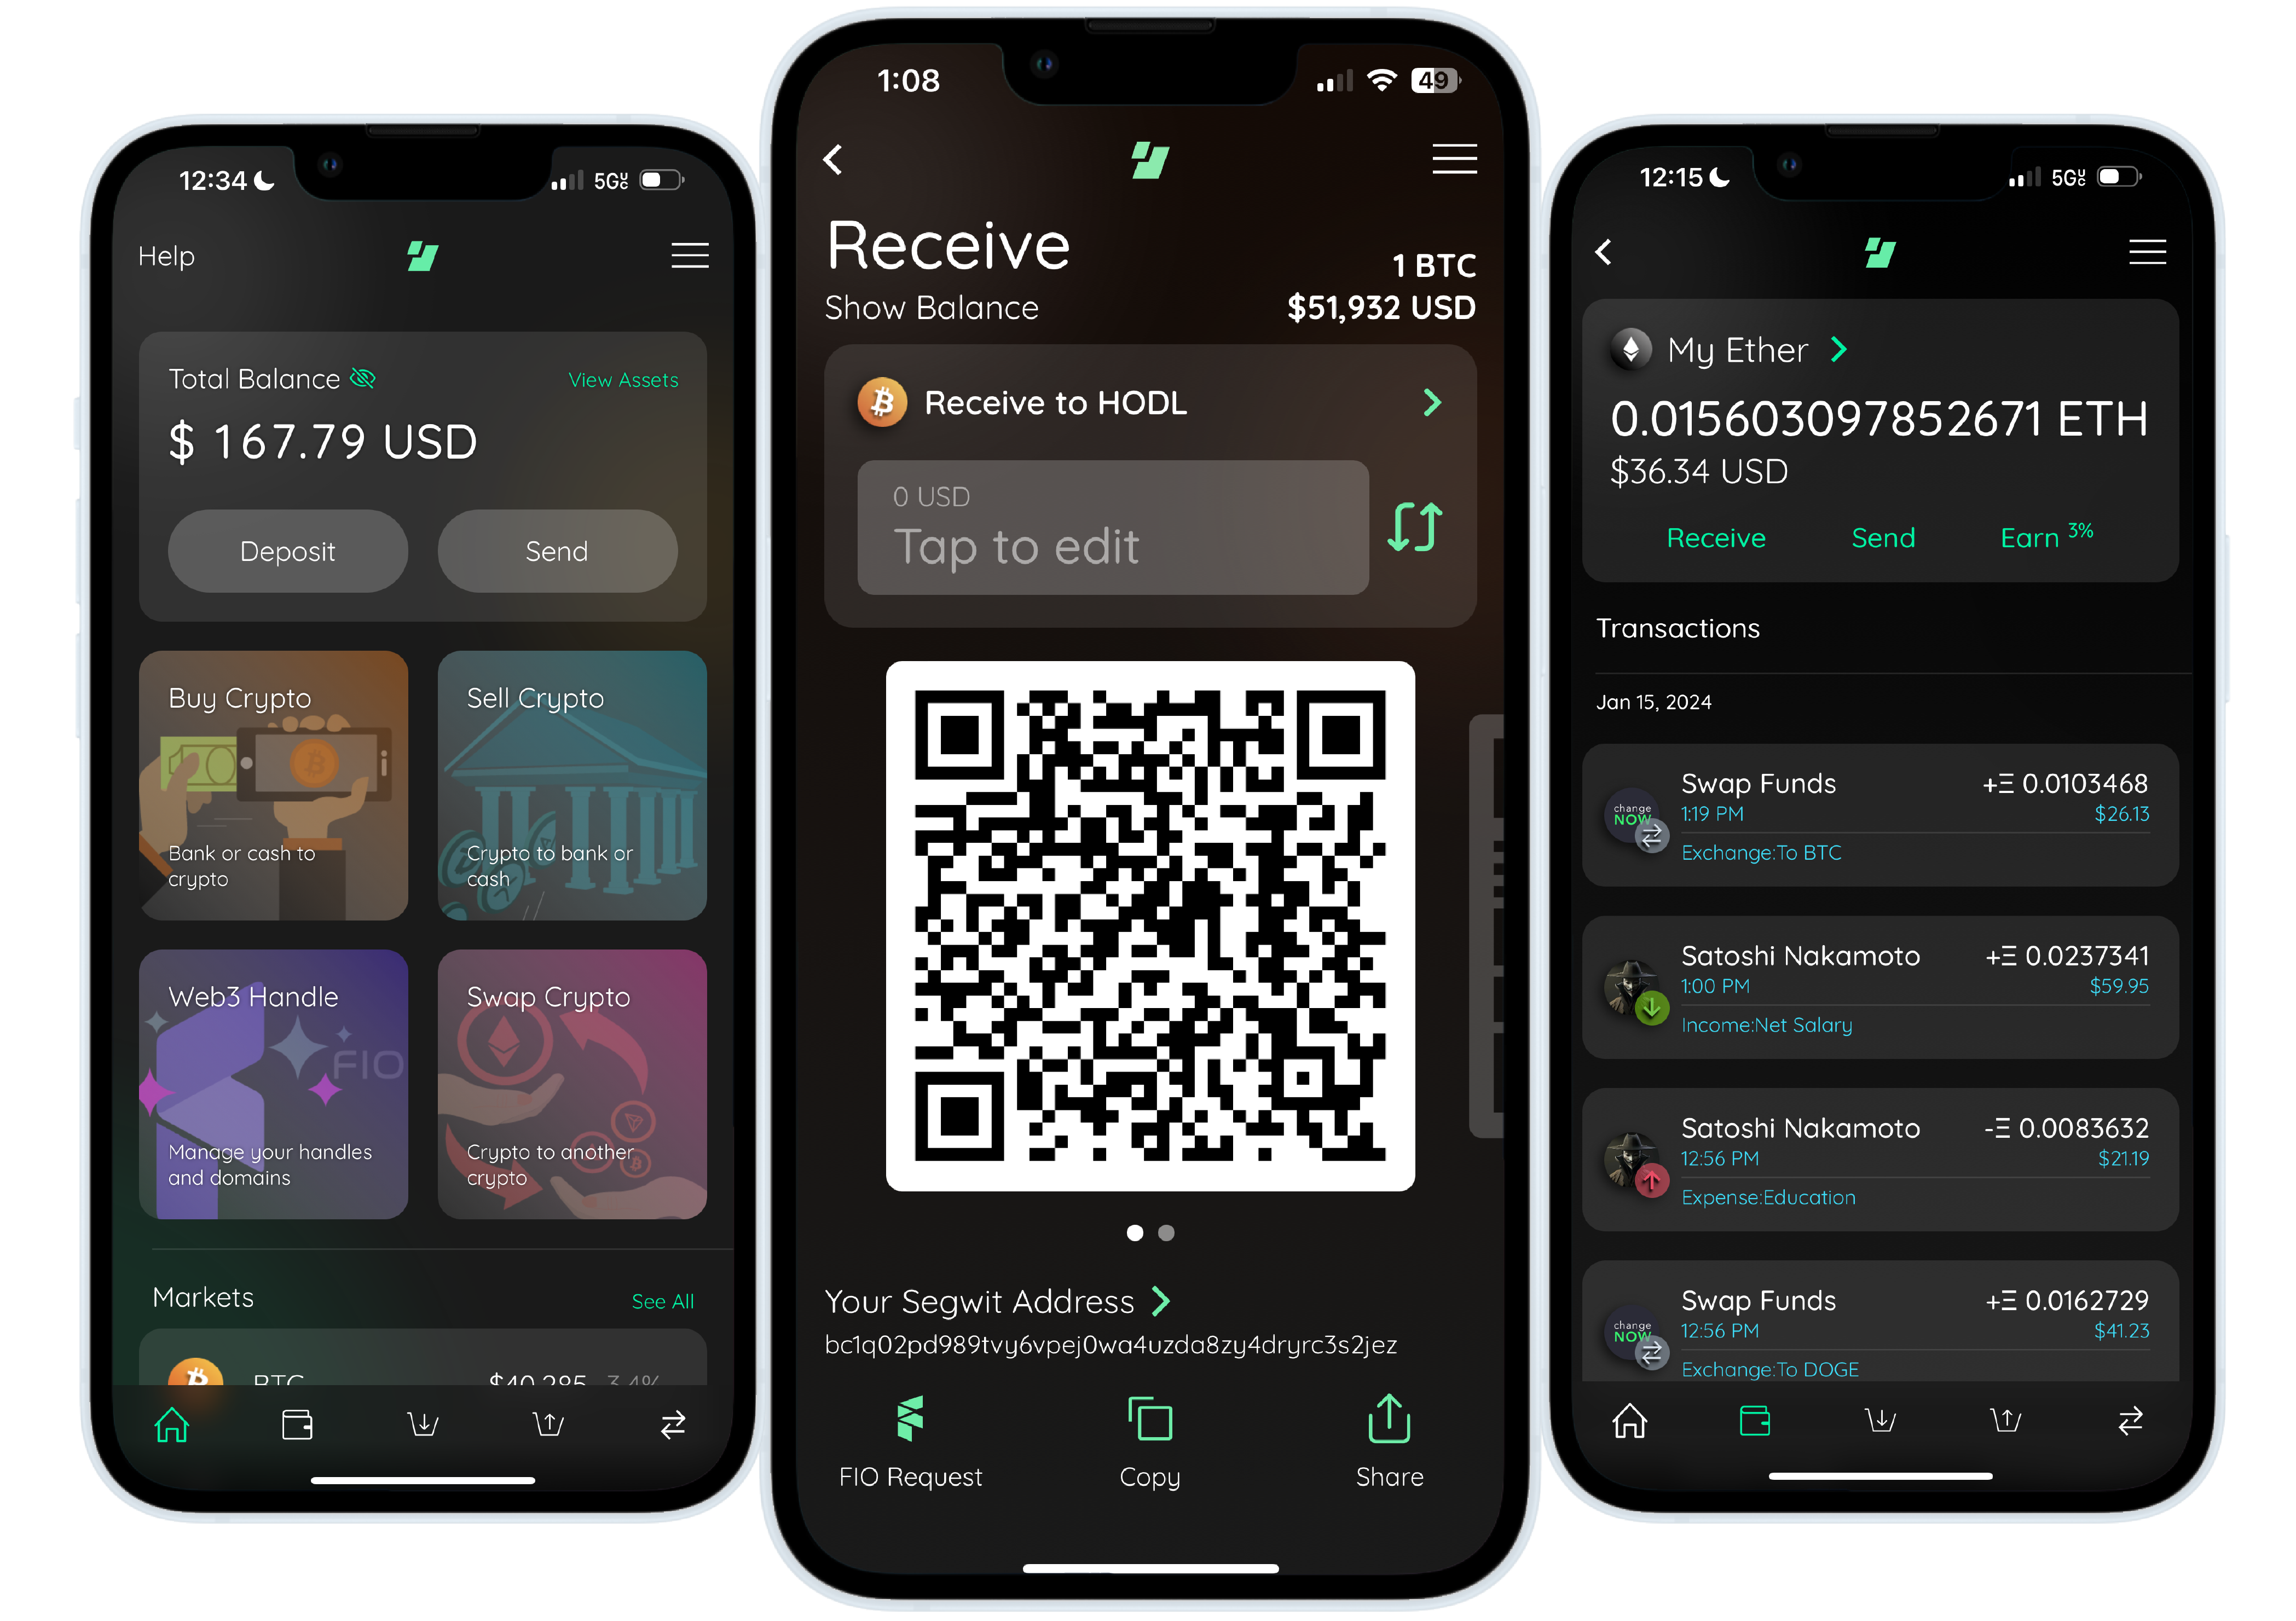 12:34
5GUC
Help
Total Balance
View Assets
$ 167.79 USD
Deposit
Send
Buy Crypto
Bank or cash to
crypto
Sell Crypto
Crypto to bank or
cash
Web3 Handle
FIO
Manage your handles
and domains
Swap Crypto
Crypto to another
crypto
Markets
See All
BTC
$40,285
3.4%
1:08
49
Receive
Show Balance
1 BTC
$51,932 USD
Receive to HODL
0 USD
Tap to edit
Your Segwit Address
bc1q02pd989tvy6vpej0wa4uzda8zy4dryrc3s2jez
FIO Request
Copy
Share
12:15
5GUC
My Ether
0.015603097852671 ETH
$36.34 USD
Receive
Send
Earn 3%
Transactions
Jan 15, 2024
change
NOW
Swap Funds
+Ξ 0.0103468
1:19 PM
$26.13
Exchange:To BTC
Satoshi Nakamoto
+Ξ 0.0237341
1:00 PM
$59.95
Income:Net Salary
Satoshi Nakamoto
-Ξ 0.0083632
12:56 PM
$21.19
Expense:Education
change
NOW
Swap Funds
+Ξ 0.0162729
12:56 PM
$41.23
Exchange:To DOGE